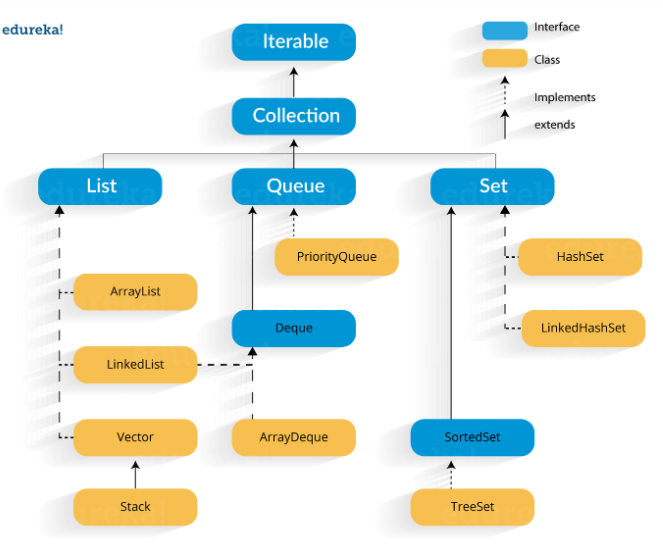 edureka!
Iterable
Interface
Class
Collection
Implements
extends
List
Queue
Set
PriorityQueue
HashSet
ArrayList
Deque
LinkedHashSet
LinkedList
Vector
ArrayDeque
SortedSet
Stack
TreeSet